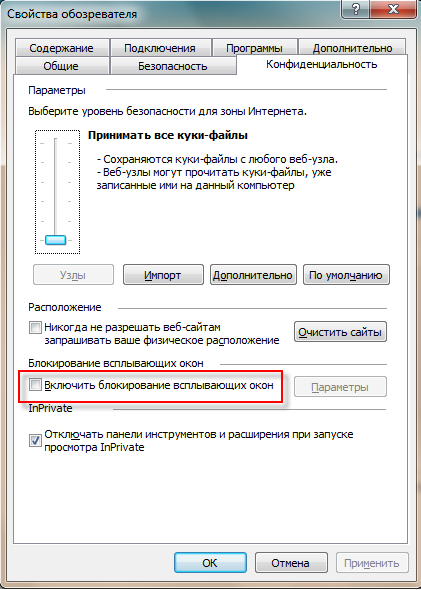 Свойства обозревателя
Содержание Подключения Программы Дополнительно
Общие Безопасность Конфиденциальность
Параметры
Выберите уровень безопасности для зоны Интернета.
Принимать все куки-файлы
- Сохраняются куки-файлы с любого веб-узла.
- Веб-узлы могут прочитать куки-файлы, уже
записанные ими на данный компьютер
Узлы Импорт Дополнительно По умолчанию
Расположение
Никогда не разрешать веб-сайтам
запрашивать ваше физическое расположение
Очистить сайты
Блокирование всплывающих окон
Включить блокирование всплывающих окон
Параметры
InPrivate
Отключать панели инструментов и расширения при запуске
просмотра InPrivate
ОК Отмена Применить